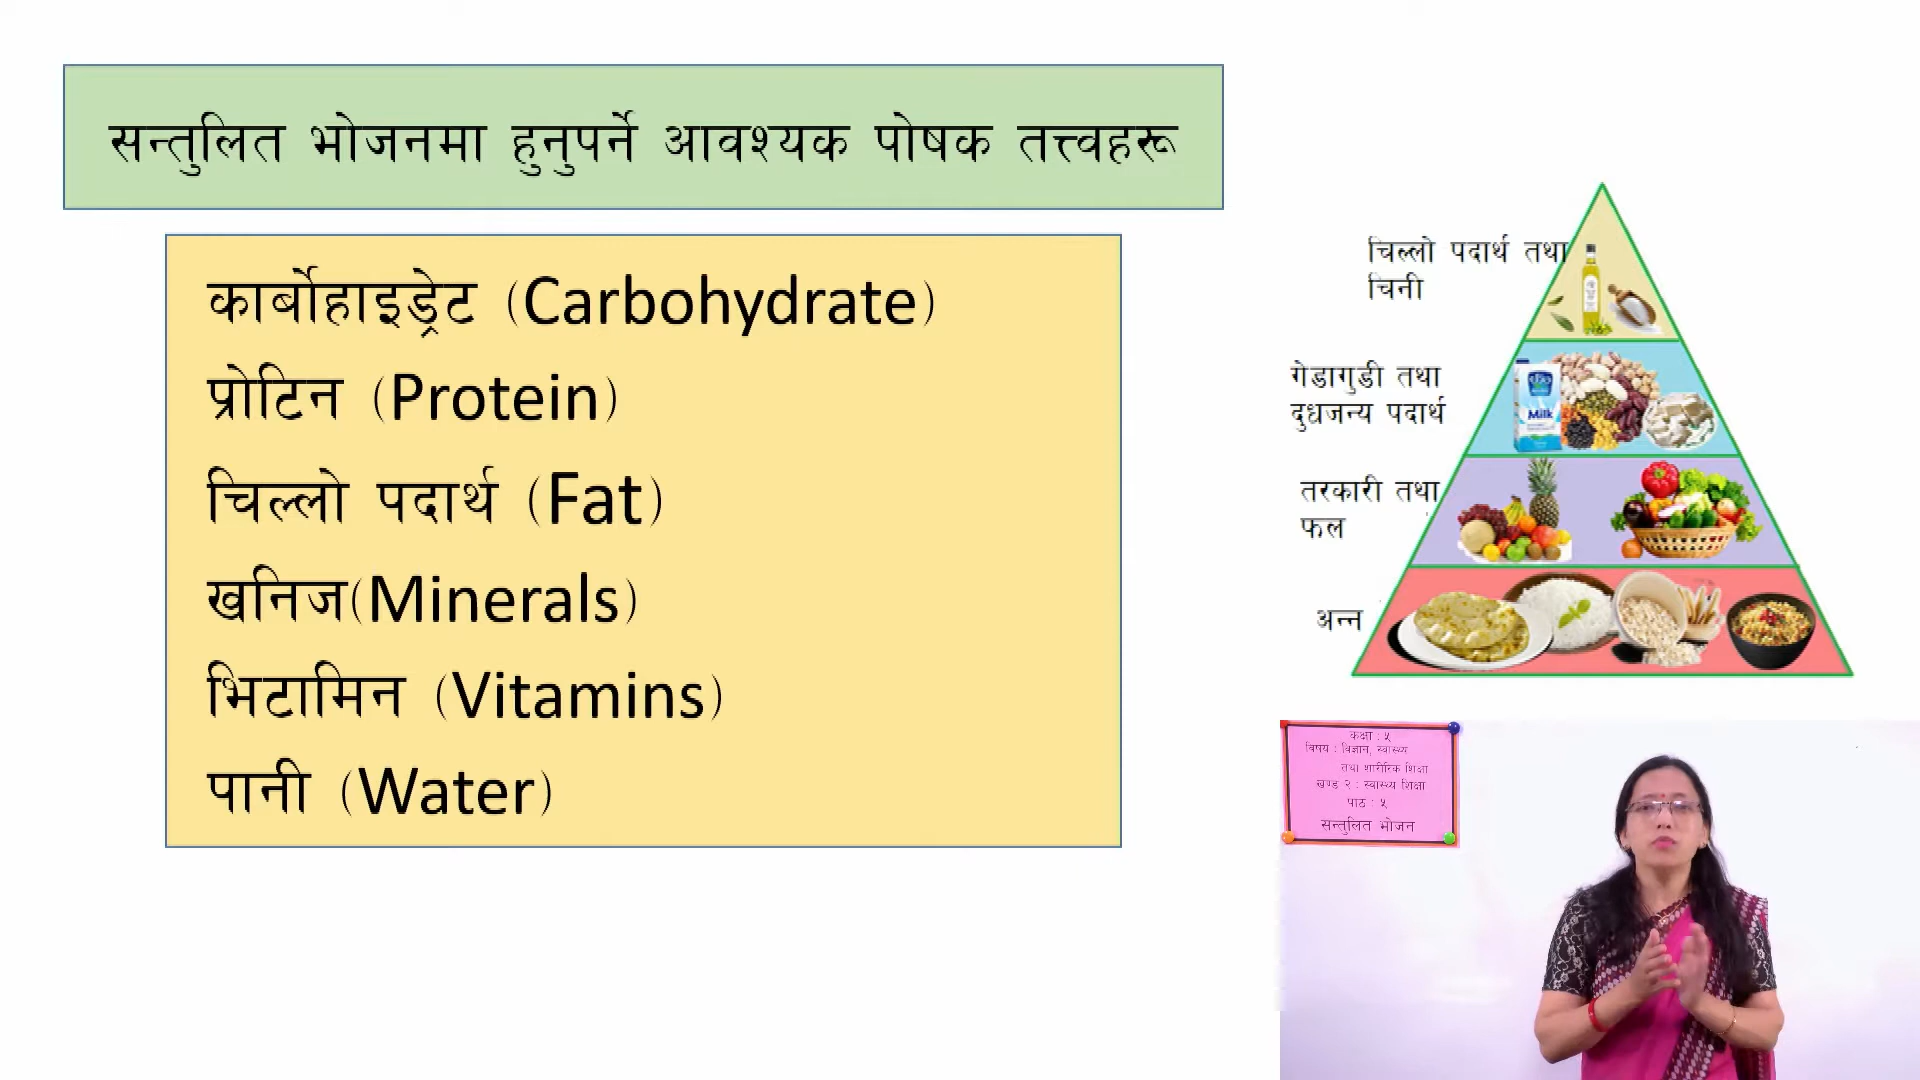 सन्तुलित भोजनमा हुनुपर्ने आवश्यक पोषक तत्त्वहरू
कार्बोहाइड्रेट (Carbohydrate)
प्रोटिन (Protein)
चिल्लो पदार्थ (Fat)
खनिज(Minerals)
भिटामिन (Vitamins)
पानी (Water)
चिल्लो पदार्थ तथा
चिनी
गेडागुडी तथा
दुधजन्य पदार्थ
Milk
तरकारी तथा
फल
अन्न
कक्षा : ५
विषय : विज्ञान, स्वास्थ्य
तथा शारीरिक शिक्षा
खण्ड २ : स्वास्थ्य शिक्षा
पाठ : ५
सन्तुलित भोजन